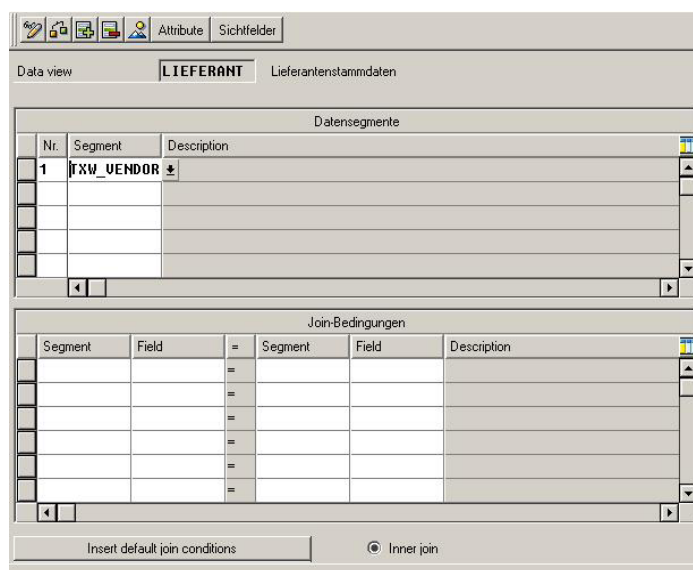 Attribute Sichtfelder
Data view LIEFERANT Lieferantenstammdaten
Datensegmente
Nr. Segment Description
1 TXW_VENDOR
Join-Bedingungen
Segment Field = Segment Field Description
=
=
=
=
=
=
Insert default join conditions Inner join